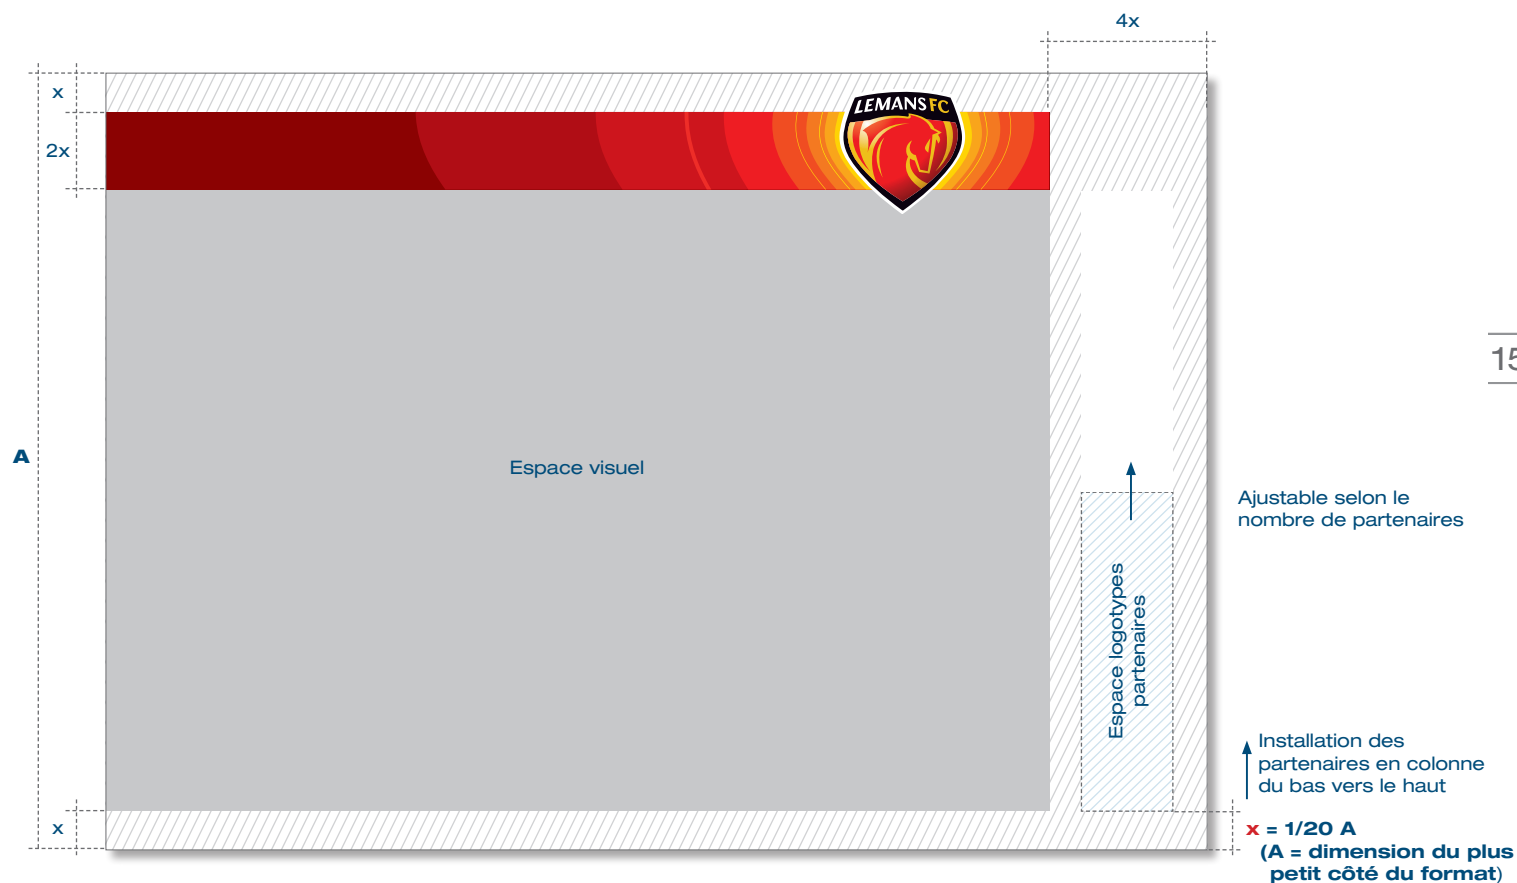 4x
x
LEMANS FC
2x
15
A
Espace visuel
Ajustable selon le
nombre de partenaires
Espace logotypes
partenaires
Installation des
partenaires en colonne
du bas vers le haut
x
x = 1/20 A
(A = dimension du plus
petit côté du format)